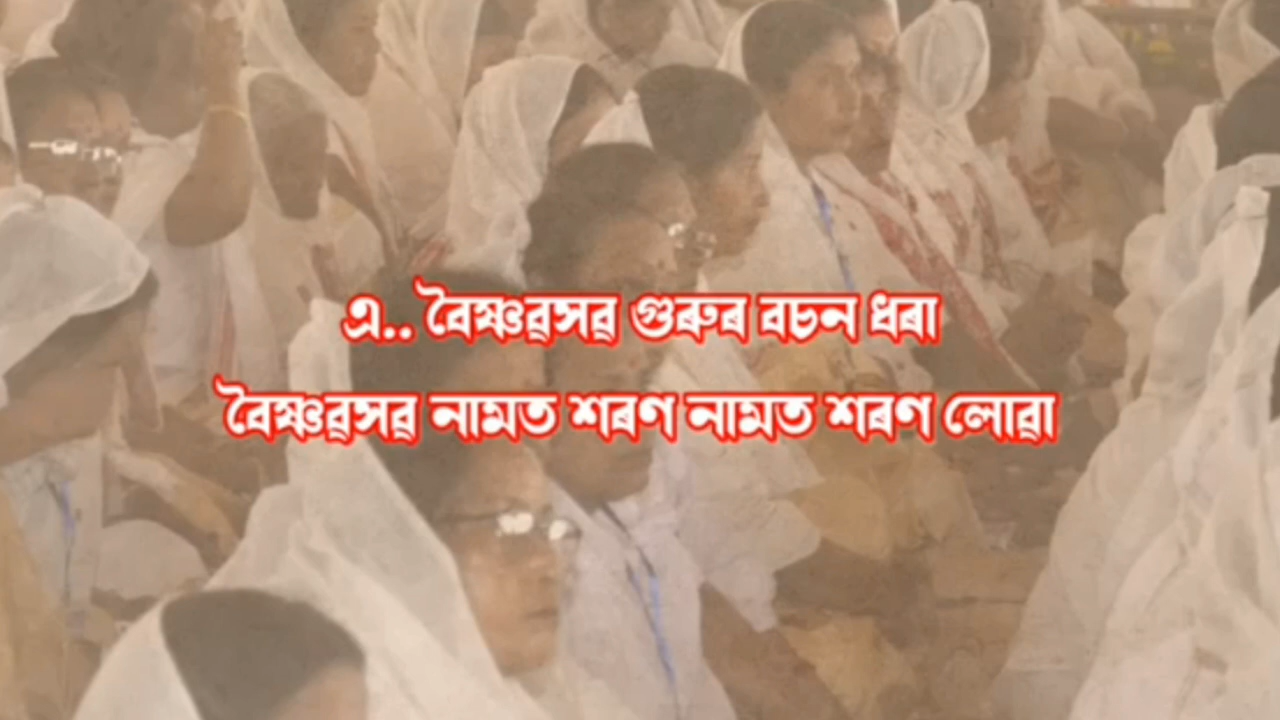 এ.. বৈষ্ণৱসৱ গুৰুৰ বচন ধৰা
বৈষ্ণৱসৱ নামত শৰণ নামত শৰণ লোৱা